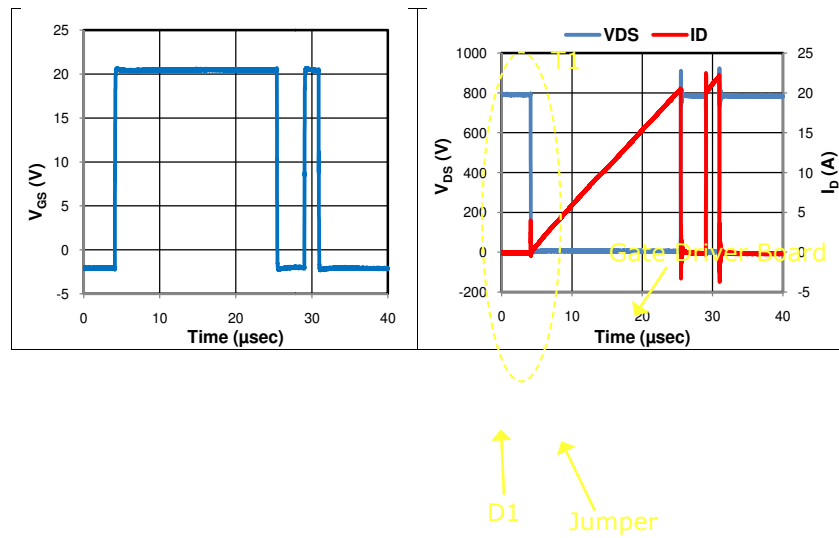 25
20
15
10
5
0
-5
0 10 20 30 40
VGS (V)
Time (µsec)
VDS ID
T1
1000
800
600
400
200
0
-200
25
20
15
10
5
0
-5
0 10 20 30 40
VDS (V)
ID (A)
Time (µsec)
Gate Driver Board
D1
Jumper